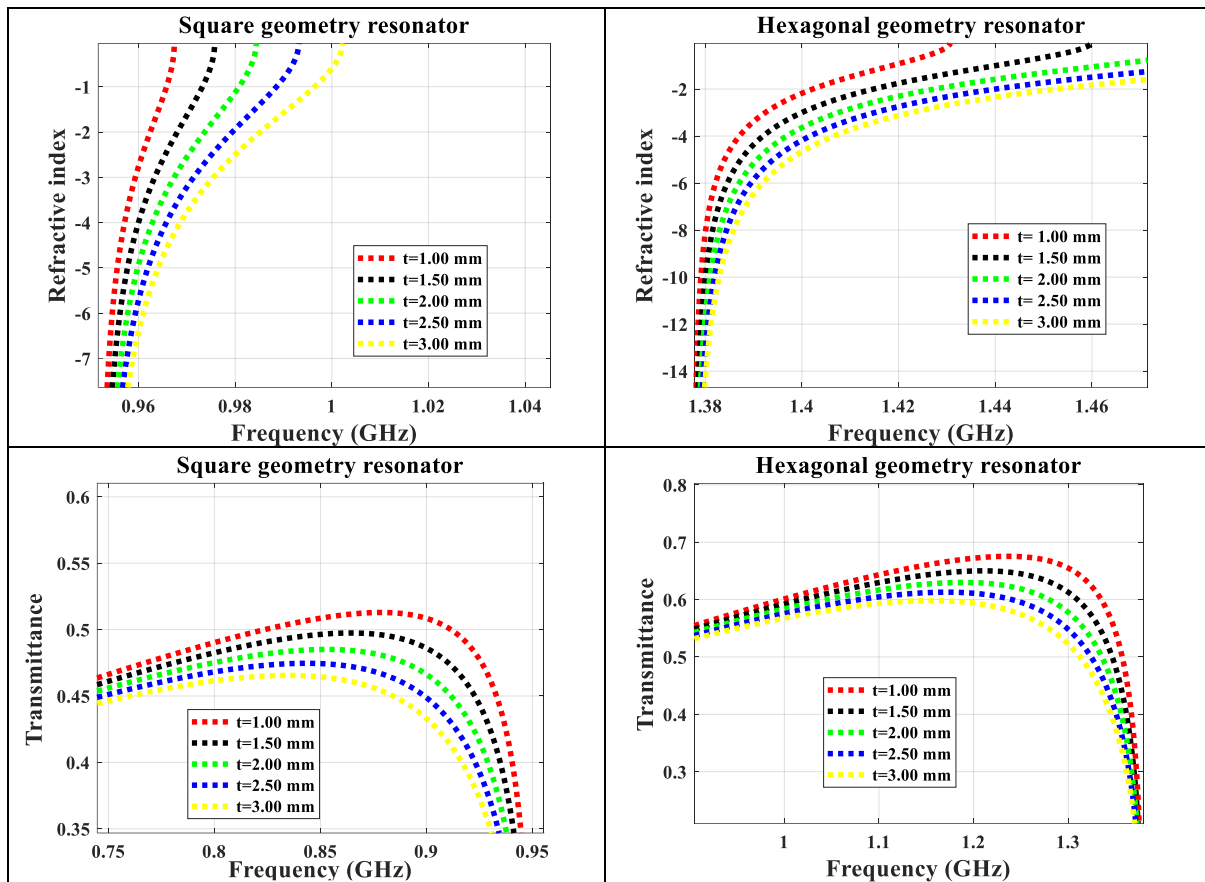 Square geometry resonator
Refractive index
-1
-2
-3
-4
-5
-6
-7
t=1.00 mm
t=1.50 mm
t=2.00 mm
t=2.50 mm
t=3.00 mm
0.96
0.98
1
1.02
1.04
Frequency (GHz)
Hexagonal geometry resonator
Refractive index
-2
-4
-6
-8
-10
-12
-14
t= 1.00 mm
t= 1.50 mm
t= 2.00 mm
t= 2.50 mm
t= 3.00 mm
1.38
1.4
1.42
1.44
1.46
Frequency (GHz)
Square geometry resonator
Transmittance
0.6
0.55
0.5
0.45
0.4
0.35
t=1.00 mm
t=1.50 mm
t=2.00 mm
t=2.50 mm
t=3.00 mm
0.75
0.8
0.85
0.9
0.95
Frequency (GHz)
Hexagonal geometry resonator
Transmittance
0.8
0.7
0.6
0.5
0.4
0.3
t=1.00 mm
t=1.50 mm
t=2.00 mm
t=2.50 mm
t=3.00 mm
1
1.1
1.2
1.3
Frequency (GHz)